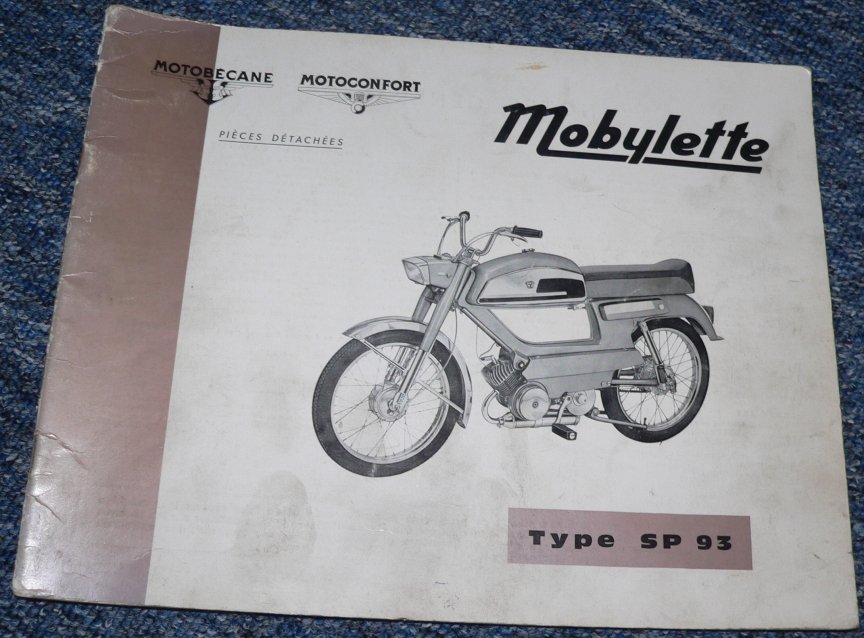 MOTOBECANE
MOTOCONFORT
PIÈCES DÉTACHÉES
Mobylette
Type SP 93